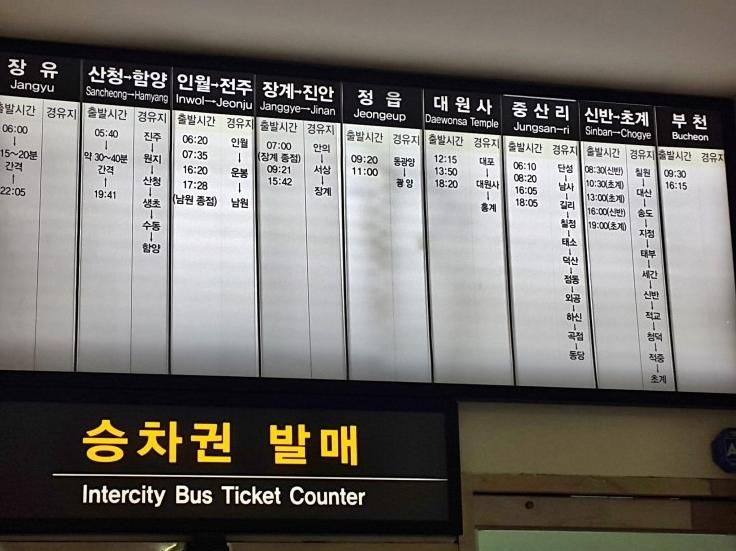 장 유
Jangyu
출발시간 경유지
06:00
↓
15~20분
간격
↑
22:05
산청→함양
Sancheong→Hamyang
출발시간 경유지
05:40
↓
약 30~40분
간격
↑
19:41
진주
↓
원지
↓
산청
↓
생초
↓
수동
↓
함양
인월→전주
Inwol→Jeonju
출발시간 경유지
06:20
07:35
16:20
17:28
(남원 종점)
인월
↓
운봉
↓
남원
장계→진안
Janggye→Jinan
출발시간 경유지
07:00
(장계 종점)
09:21
15:42
안의
↓
서상
↓
장계
정 읍
Jeongeup
출발시간 경유지
09:20
11:00
동광양
↓
광 양
대원사
Daewonsa Temple
출발시간 경유지
12:15
13:50
18:20
대포
↓
대원사
↓
홍계
중산리
Jungsan-ri
출발시간 경유지
06:10
08:20
16:05
18:05
단성
↓
남사
↓
길리
↓
칠정
↓
태소
↓
덕산
↓
점동
↓
외공
↓
하신
↓
곡점
↓
동당
신반→초계
Sinban→Chogye
출발시간 경유지
08:30(신반)
10:30(초계)
13:00(초계)
16:00(신반)
19:00(초계)
칠원
↓
대산
↓
송도
↓
지정
↓
태부
↓
세간
↓
신반
↓
적교
↓
청덕
↓
적중
↓
초계
부 천
Bucheon
출발시간 경유지
09:30
16:15
승차권 발매
Intercity Bus Ticket Counter